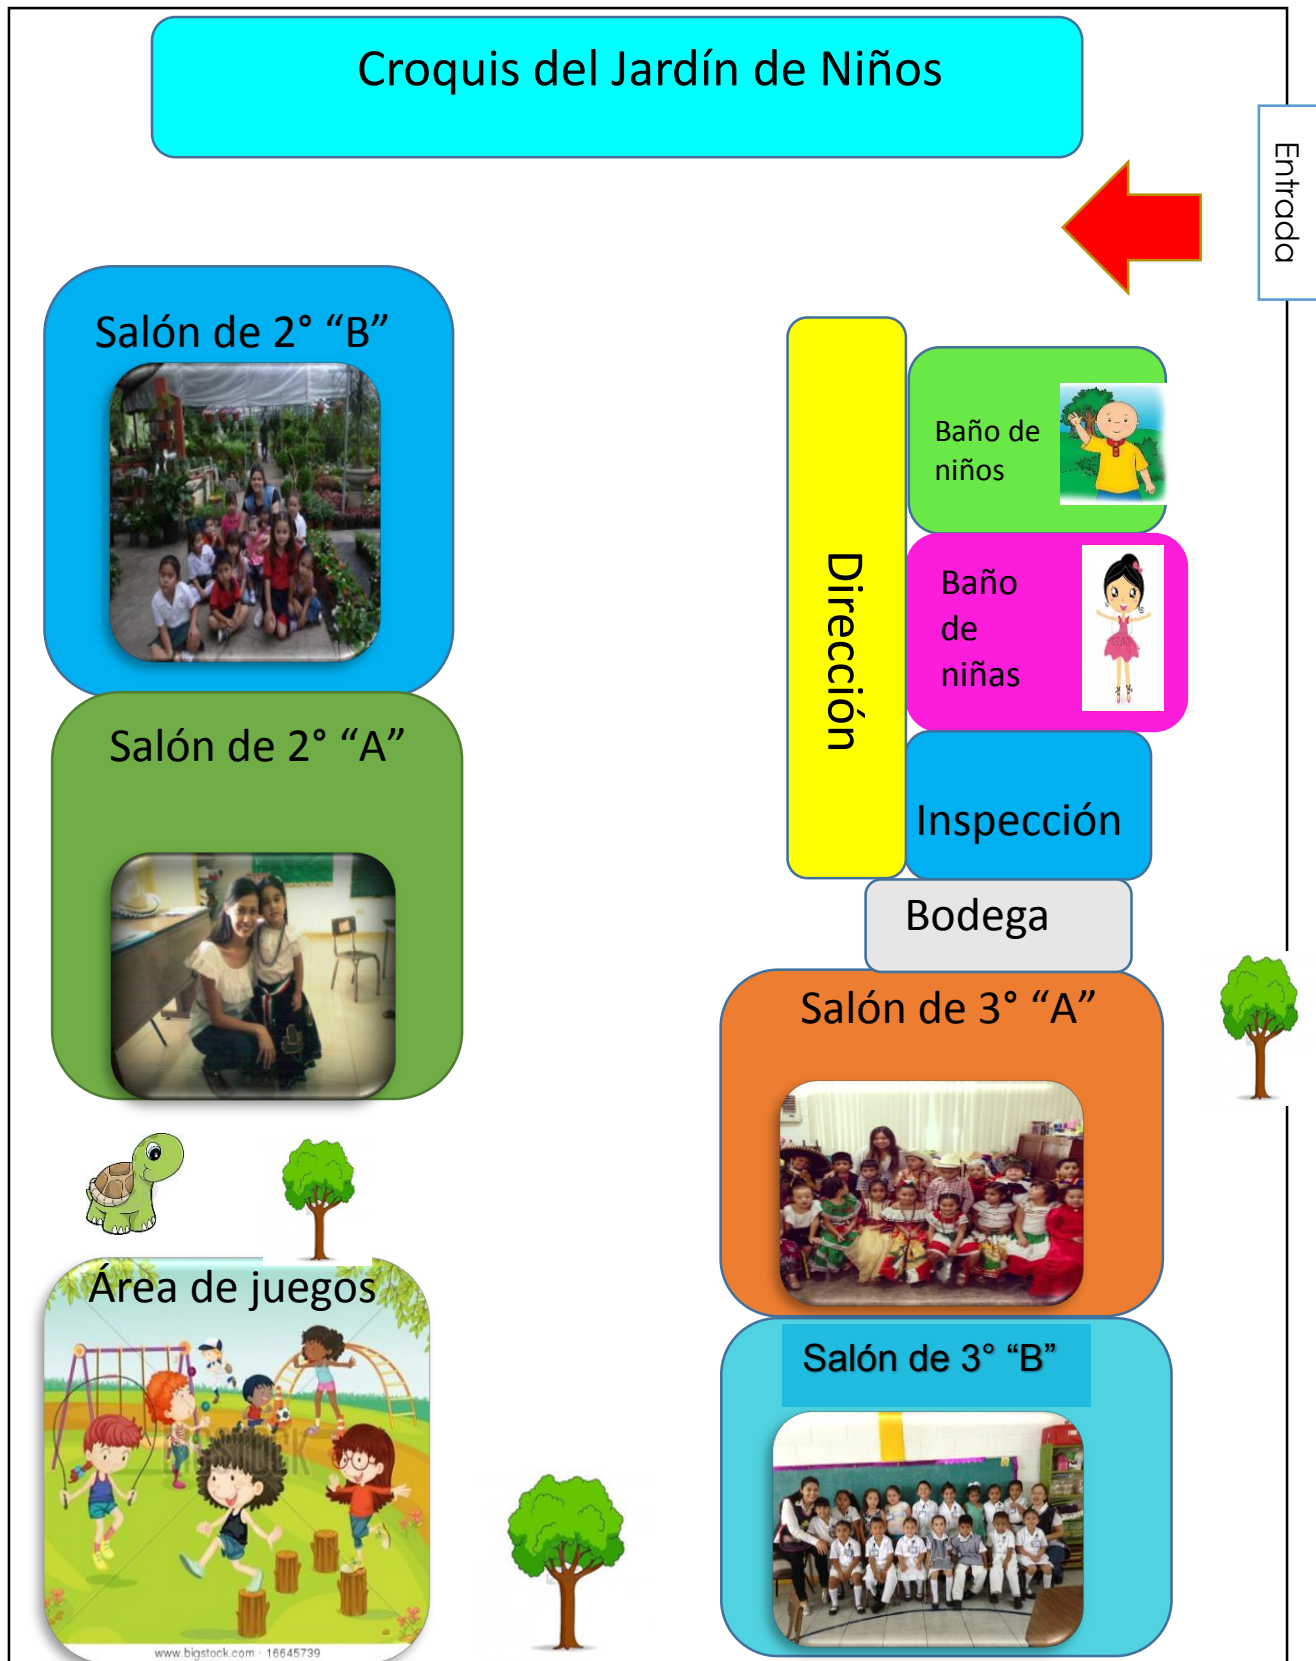 Croquis del Jardín de Niños
Entrada
Salón de 2° “B”
Baño de
niños
Dirección
Baño
de
niñas
Salón de 2° “A”
Inspección
Bodega
Salón de 3° “A”
Área de juegos
Salón de 3° “B”
BIGSTOCK
www.bigstock.com · 16645739